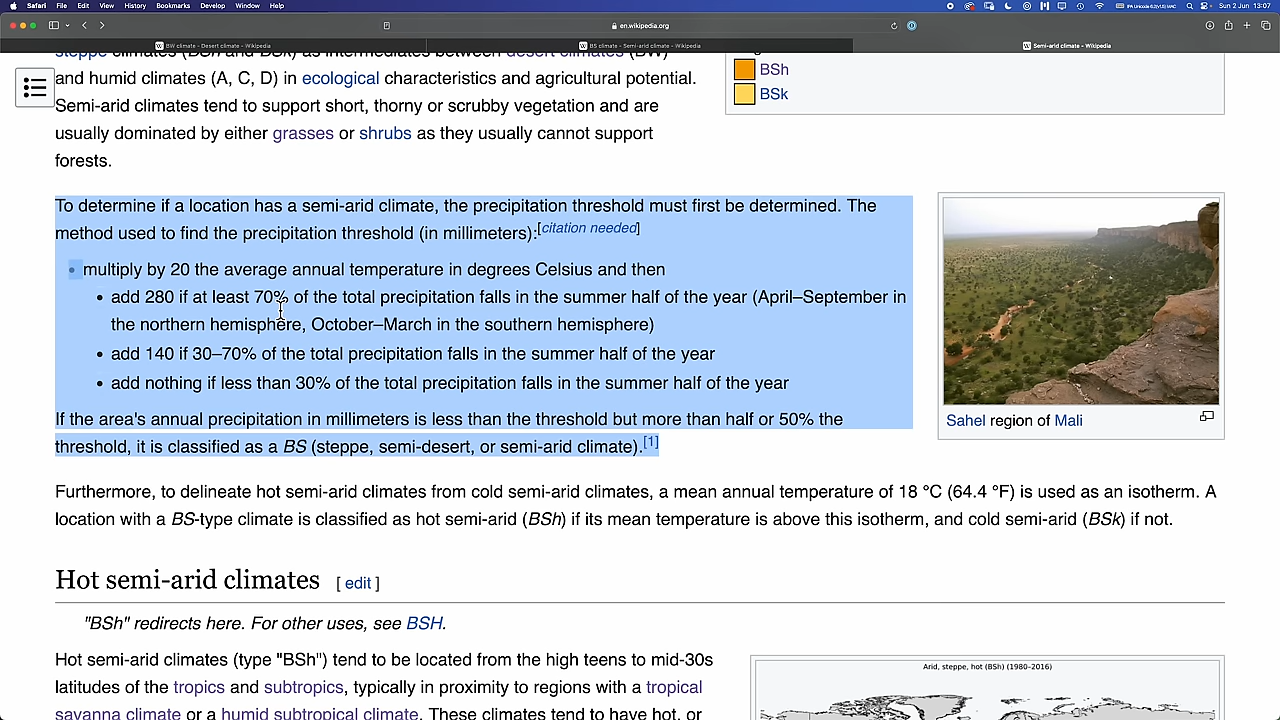 Safari File Edit View History Bookmarks Develop Window Help
Sun 2 Jun 13:07
en.wikipedia.org
BW climate - Desert climate - Wikipedia
BS climate - Semi-arid climate - Wikipedia
Semi-arid climate - Wikipedia
and humid climates (A, C, D) in ecological characteristics and agricultural potential.
Semi-arid climates tend to support short, thorny or scrubby vegetation and are
usually dominated by either grasses or shrubs as they usually cannot support
forests.
BSh
BSk
To determine if a location has a semi-arid climate, the precipitation threshold must first be determined. The
method used to find the precipitation threshold (in millimeters):[citation needed]
• multiply by 20 the average annual temperature in degrees Celsius and then
• add 280 if at least 70% of the total precipitation falls in the summer half of the year (April–September in
the northern hemisphere, October–March in the southern hemisphere)
• add 140 if 30–70% of the total precipitation falls in the summer half of the year
• add nothing if less than 30% of the total precipitation falls in the summer half of the year
If the area's annual precipitation in millimeters is less than the threshold but more than half or 50% the
threshold, it is classified as a BS (steppe, semi-desert, or semi-arid climate).[1]
Sahel region of Mali
Furthermore, to delineate hot semi-arid climates from cold semi-arid climates, a mean annual temperature of 18 °C (64.4 °F) is used as an isotherm. A
location with a BS-type climate is classified as hot semi-arid (BSh) if its mean temperature is above this isotherm, and cold semi-arid (BSk) if not.
Hot semi-arid climates [ edit ]
"BSh" redirects here. For other uses, see BSH.
Hot semi-arid climates (type "BSh") tend to be located from the high teens to mid-30s
latitudes of the tropics and subtropics, typically in proximity to regions with a tropical
savanna climate or a humid subtropical climate. These climates tend to have hot, or
Arid, steppe, hot (BSh) (1980–2016)